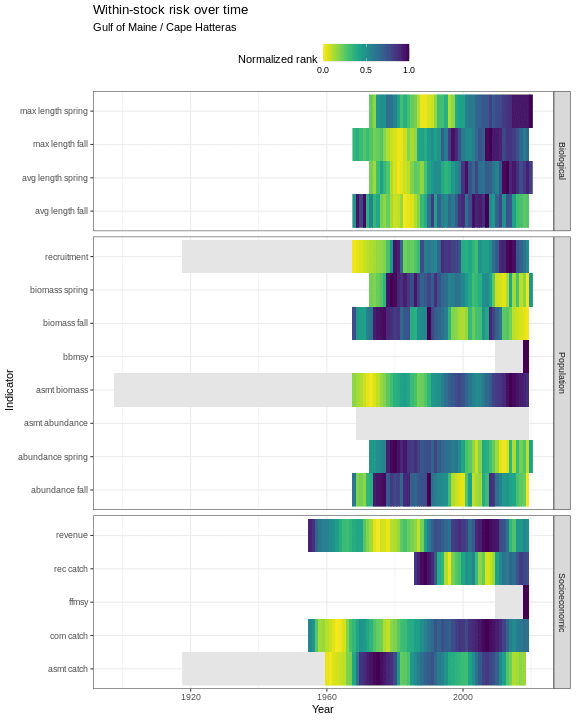 Within-stock risk over time
Gulf of Maine / Cape Hatteras
Normalized rank
0.0 0.5 1.0
max length spring
max length fall
avg length spring
avg length fall
Biological
recruitment
biomass spring
biomass fall
bbmsy
asmt biomass
asmt abundance
abundance spring
abundance fall
Population
Indicator
revenue
rec catch
ffmsy
com catch
asmt catch
Socioeconomic
1920 1960 2000
Year